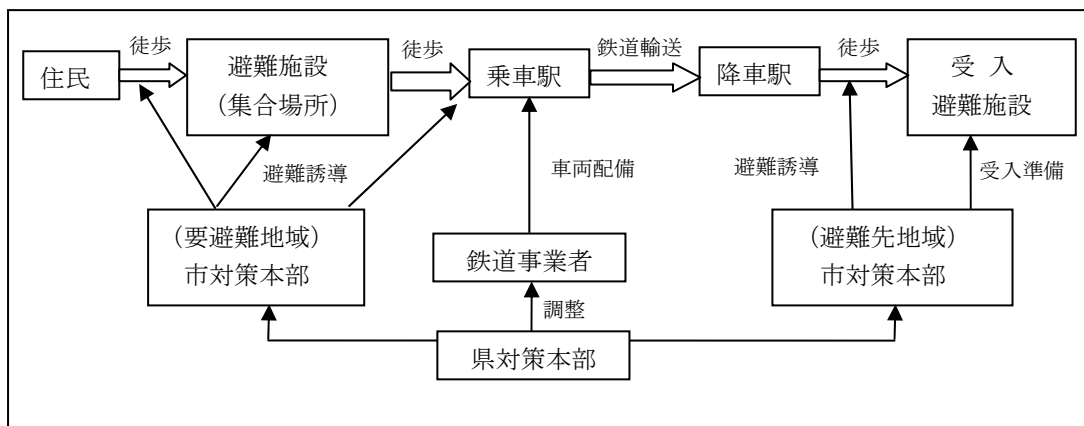 徒歩
住民
避難施設
(集合場所)
徒歩
乗車駅
鉄道輸送
降車駅
徒歩
受 入
避難施設
避難誘導
車両配備
避難誘導
受入準備
(要避難地域)
市対策本部
鉄道事業者
(避難先地域)
市対策本部
調整
県対策本部